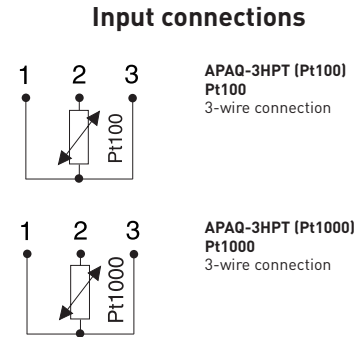 Input connections
1 2 3
Pt100
APAQ-3HPT (Pt100)
Pt100
3-wire connection
1 2 3
Pt1000
APAQ-3HPT (Pt1000)
Pt1000
3-wire connection